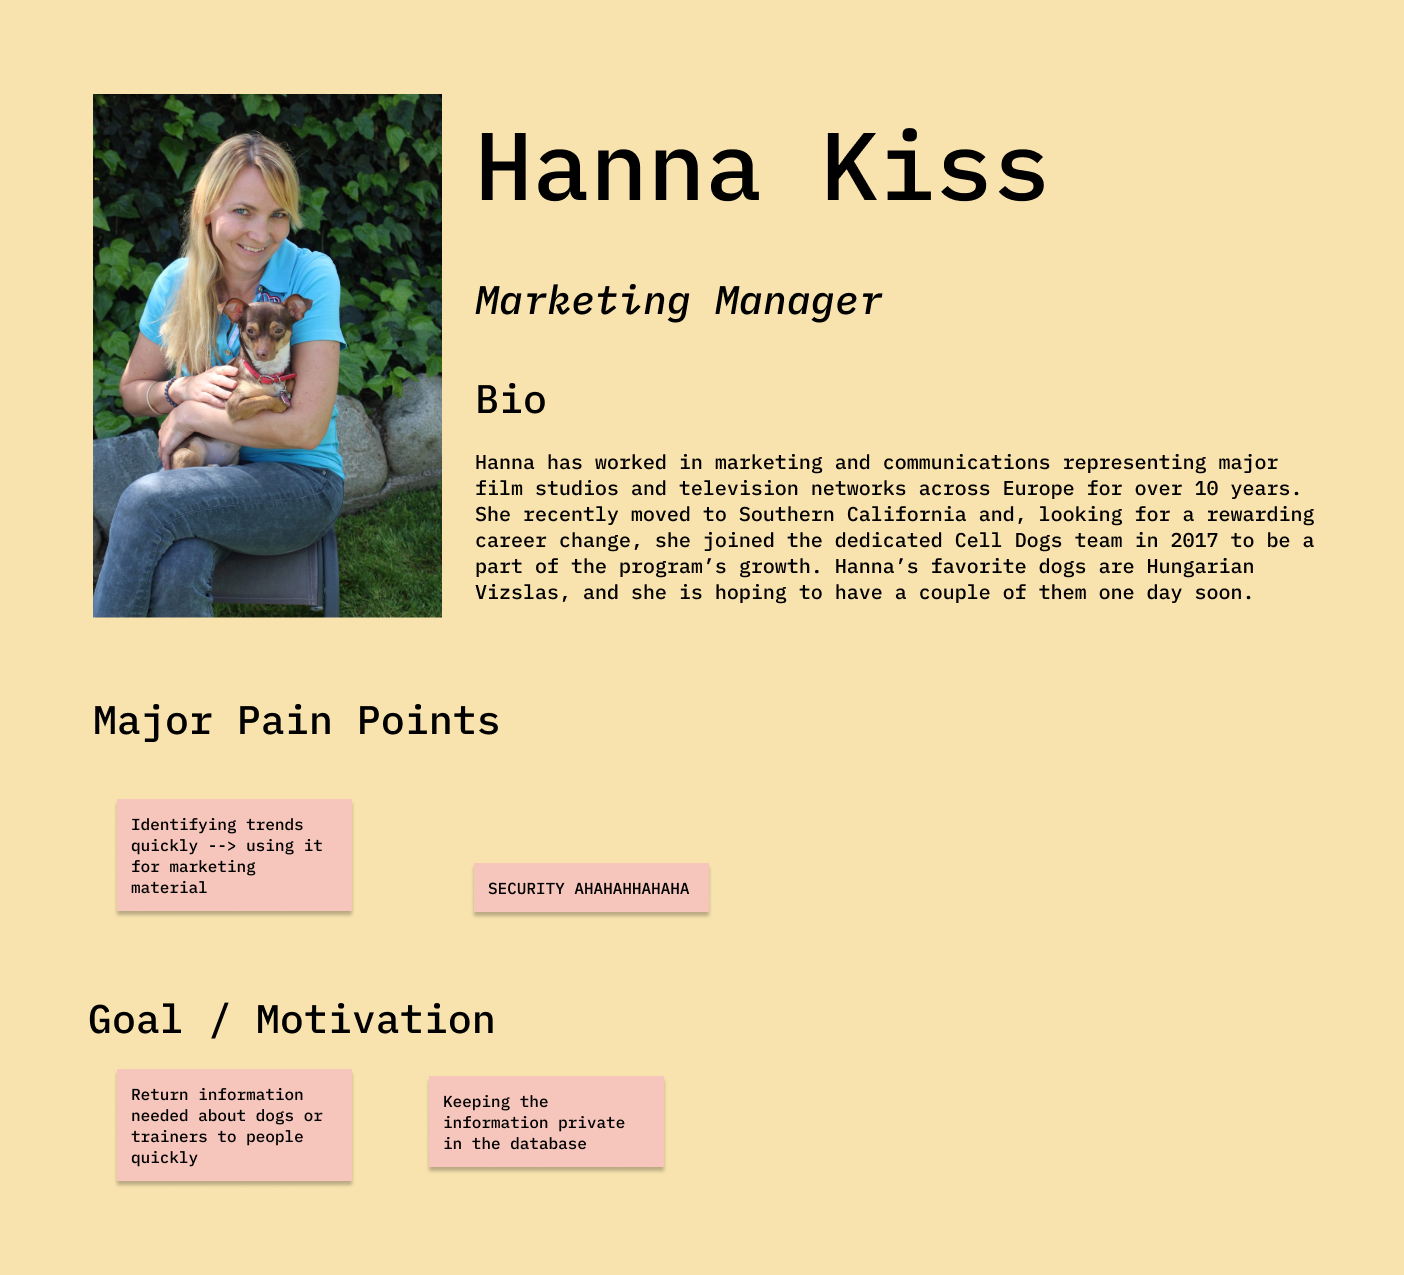 Hanna Kiss
Marketing Manager
Bio
Hanna has worked in marketing and communications representing major
film studios and television networks across Europe for over 10 years.
She recently moved to Southern California and, looking for a rewarding
career change, she joined the dedicated Cell Dogs team in 2017 to be a
part of the program’s growth. Hanna’s favorite dogs are Hungarian
Vizslas, and she is hoping to have a couple of them one day soon.
Major Pain Points
Identifying trends
quickly --> using it
for marketing
material
SECURITY AHAHAHHAHAHA
Goal / Motivation
Return information
needed about dogs or
trainers to people
quickly
Keeping the
information private
in the database